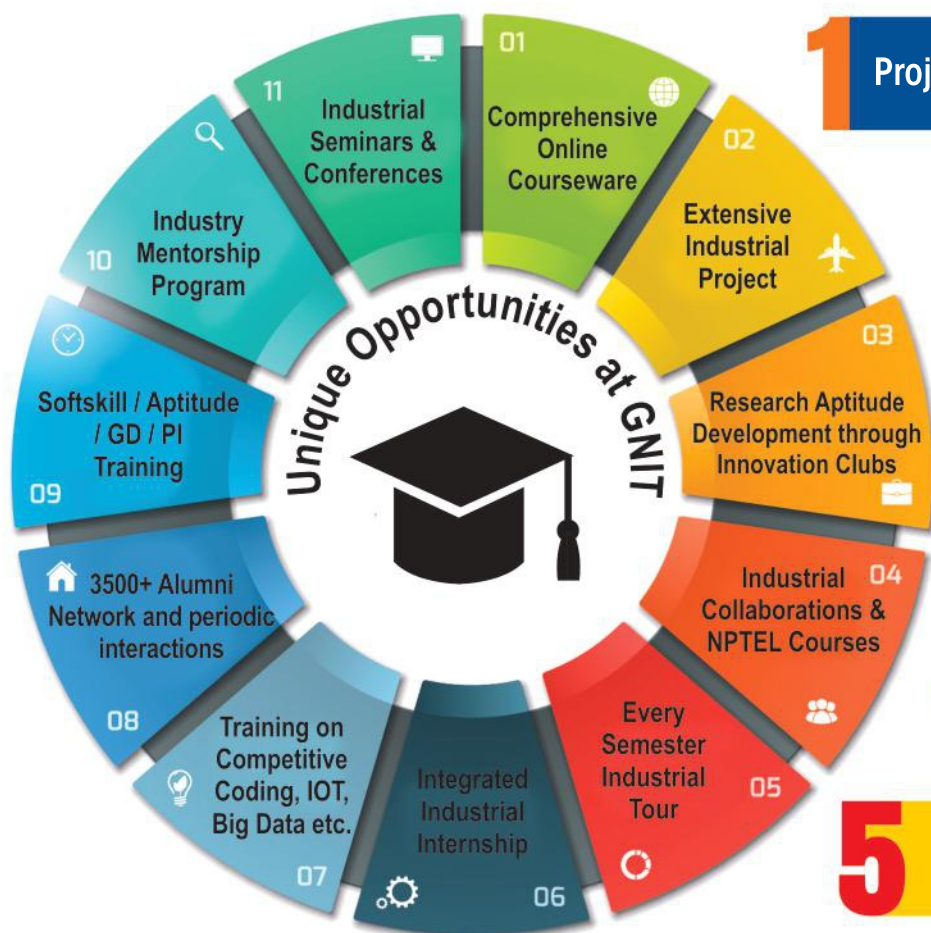 01
Comprehensive
Online
Courseware
02
Extensive
Industrial
Project
03
Research Aptitude
Development through
Innovation Clubs
04
Industrial
Collaborations &
NPTEL Courses
05
Every
Semester
Industrial
Tour
06
Integrated
Industrial
Internship
07
Training on
Competitive
Coding, IOT,
Big Data etc.
08
3500+ Alumni
Network and periodic
interactions
09
Softskill / Aptitude
/ GD / PI
Training
10
Industry
Mentorship
Program
11
Industrial
Seminars &
Conferences
Unique Opportunities at GNIT
1
Proj
5